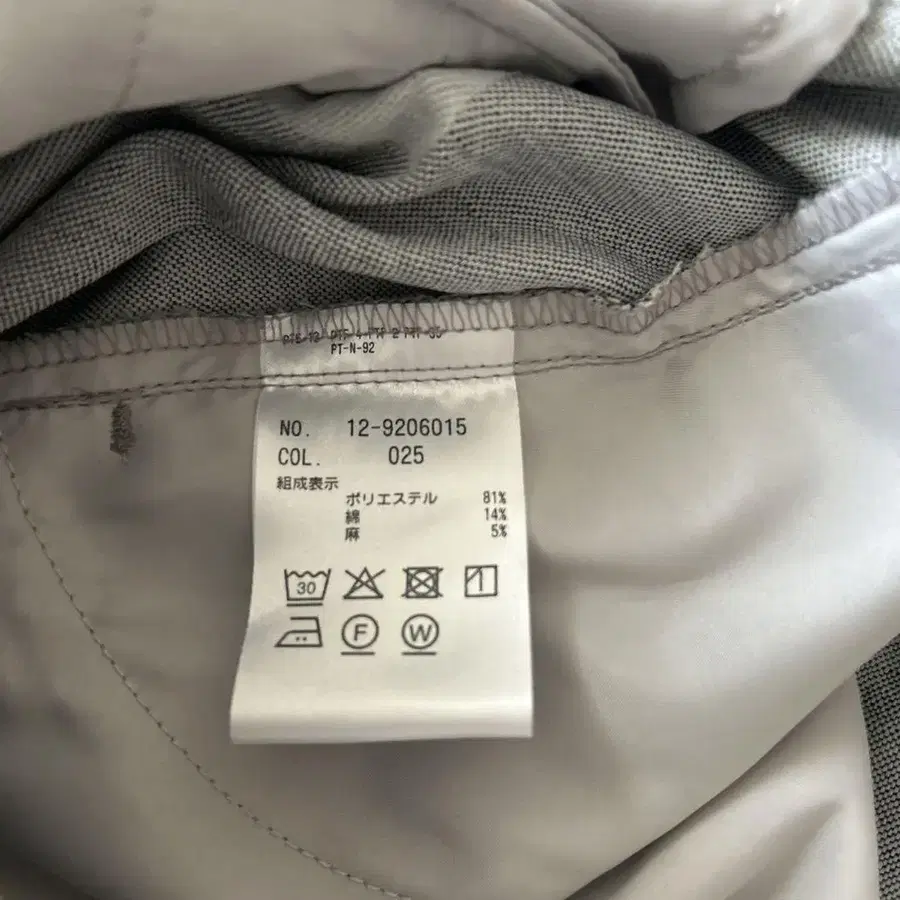 PT-N-92
NO. 12-9206015
COL. 025
組成表示
ポリエステル 81%
綿 14%
麻 5%
30
F W